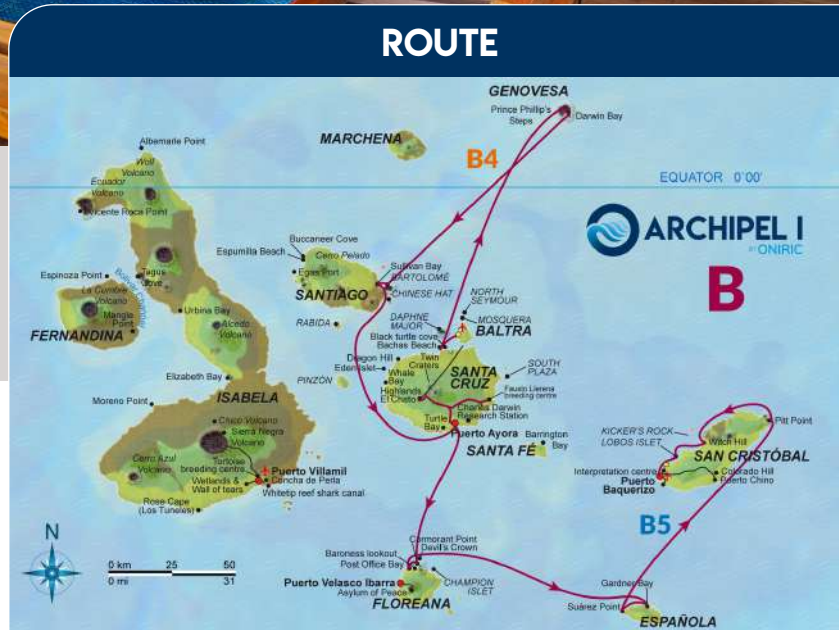 ROUTE
GENOVESA
Prince Phillip's
Steps
Darwin Bay
MARCHENA
B4
Albemarle Point
Wolf
Volcano
Ecuador
Volcano
Vicente Roca Point
EQUATOR 0°00'
ARCHIPEL I
BY ONIRIC
B
Buccaneer Cove
Cerro Pelado
Espumilla Beach
Egas Port
Sullivan Bay
BARTOLOMÉ
CHINESE HAT
SANTIAGO
Espinoza Point
Tagus
Cove
Bolivar Channel
La Cumbre
Volcano
Mangle
Point
FERNANDINA
Urbina Bay
Alcedo
Volcano
RABIDA
NORTH
SEYMOUR
MOSQUERA
DAPHNE
MAJOR
BALTRA
Black turtle cove
Bachas Beach
Dragon Hill
Eden Islet
Twin
Craters
Whale
Bay
SANTA
CRUZ
SOUTH
PLAZA
Highlands
El Chato
Fausto Llerena
breeding centre
Charles Darwin
Research Station
Turtle
Bay
Puerto Ayora
PINZÓN
Elizabeth Bay
ISABELA
Moreno Point
Barrington
Bay
SANTA FÉ
KICKER'S ROCK
LOBOS ISLET
Pitt Point
Witch Hill
SAN CRISTÓBAL
Interpretation centre
Colorado Hill
Puerto Chino
Puerto
Baquerizo
Chico Volcano
Sierra Negra
Volcano
Tortoise
breeding centre
Cerro Azul
Volcano
Puerto Villamil
Concha de Perla
Wetlands &
Wall of tears
Whitetip reef shark canal
Rose Cape
(Los Tuneles)
B5
N
0 km 25 50
0 mi 31
Cormorant Point
Devil's Crown
Baroness lookout
Post Office Bay
CHAMPION
ISLET
Puerto Velasco Ibarra
Asylum of Peace
FLOREANA
Gardner Bay
Suárez Point
ESPAÑOLA